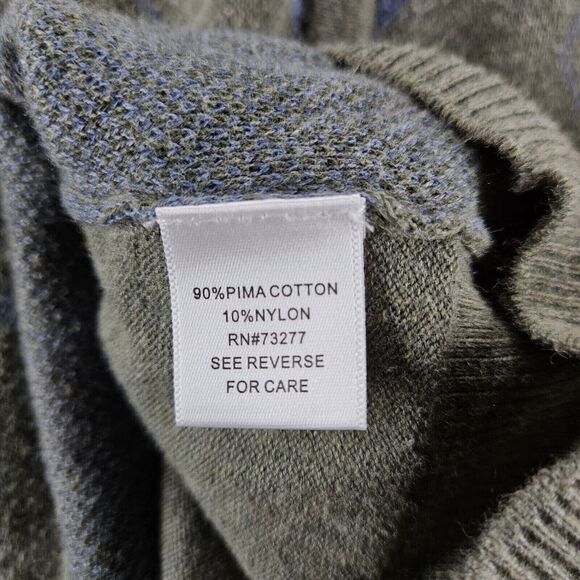 90%PIMA COTTON
10%NYLON
RN#73277
SEE REVERSE
FOR CARE